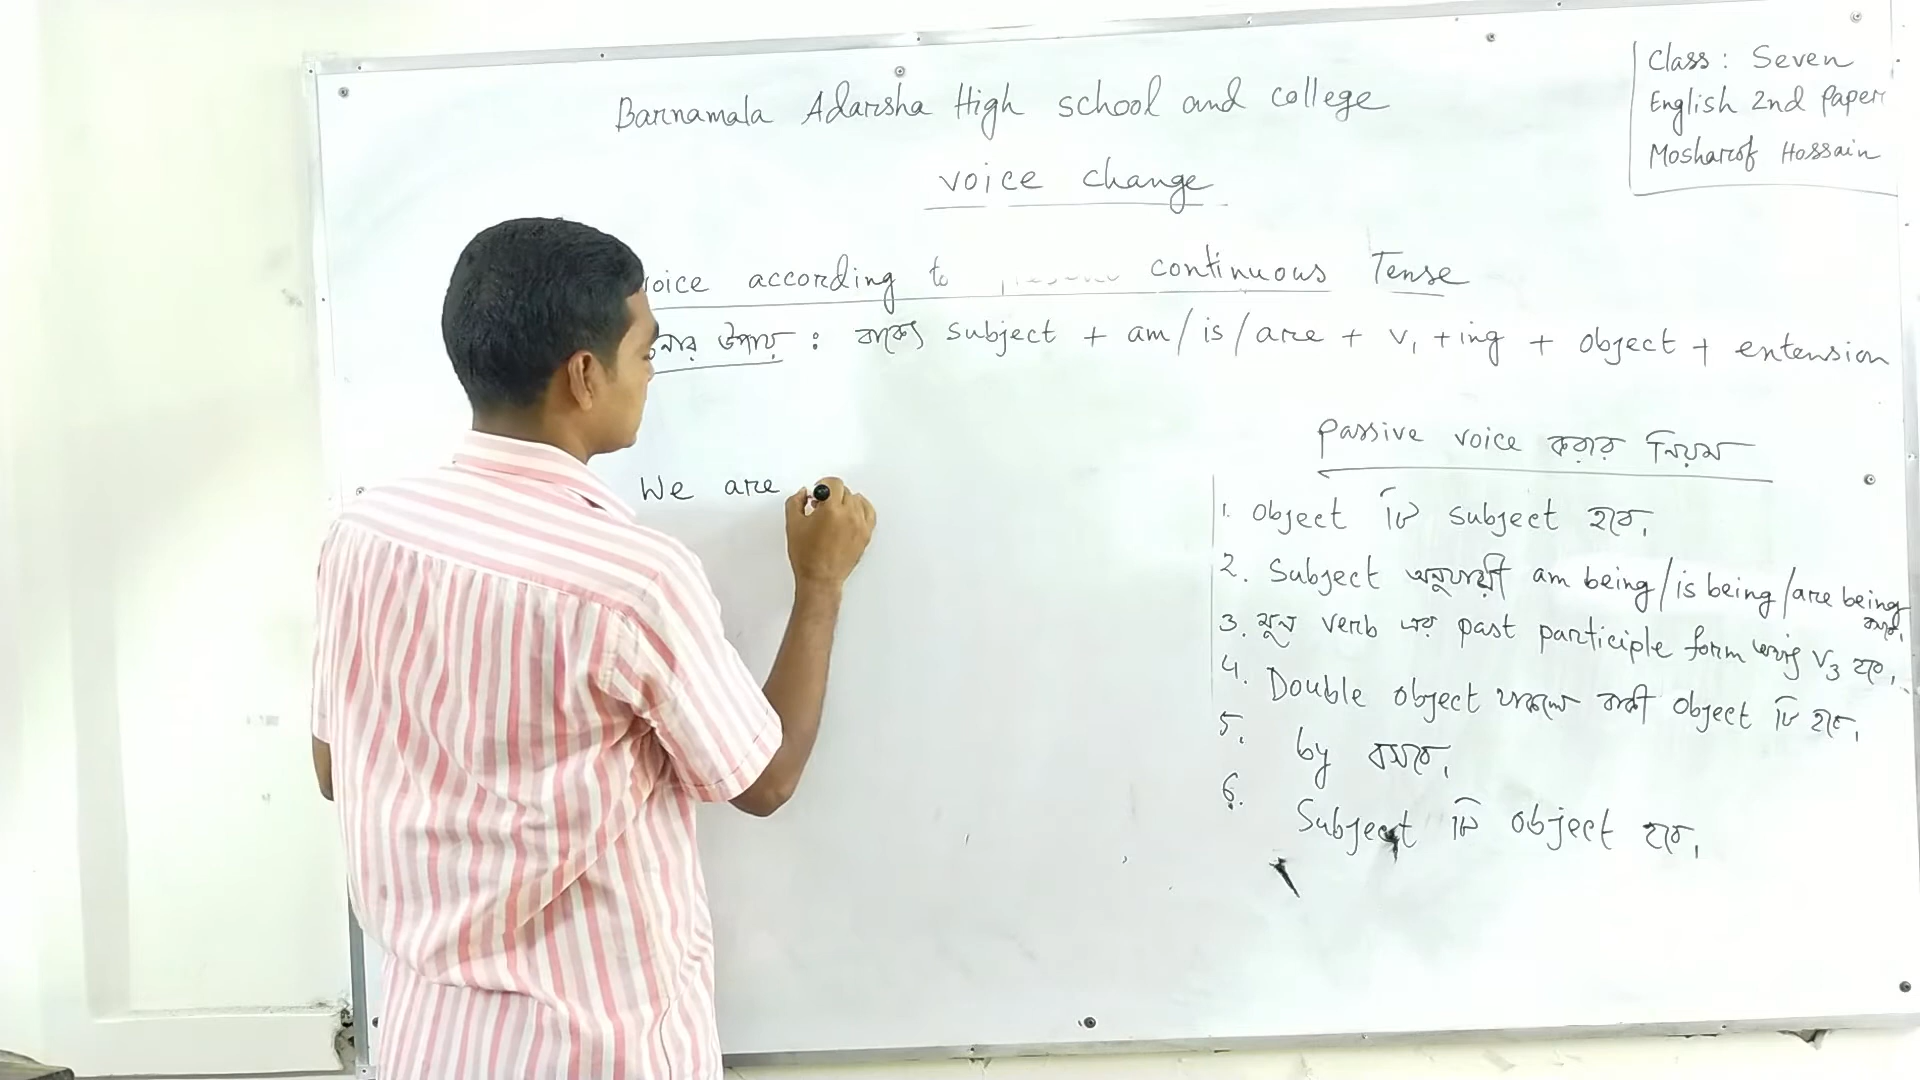 Barnamala Adarsha High school and college
Class : Seven
English 2nd Paper
Mosharof Hossain
voice change
voice according to present continuous Tense
চেনার উপায় : বাক্যে subject + am/is/are + v₁ +ing + object + extension
We are
passive voice করার নিয়ম
1. Object টি subject হবে,
2. Subject অনুযায়ী am being/is being/are being বসবে,
3. মূল verb এর past participle form অর্থাৎ V₃ হবে,
4. Double object থাকলে বাকী object টি হবে,
5. by বসবে,
6. Subject টি object হবে,